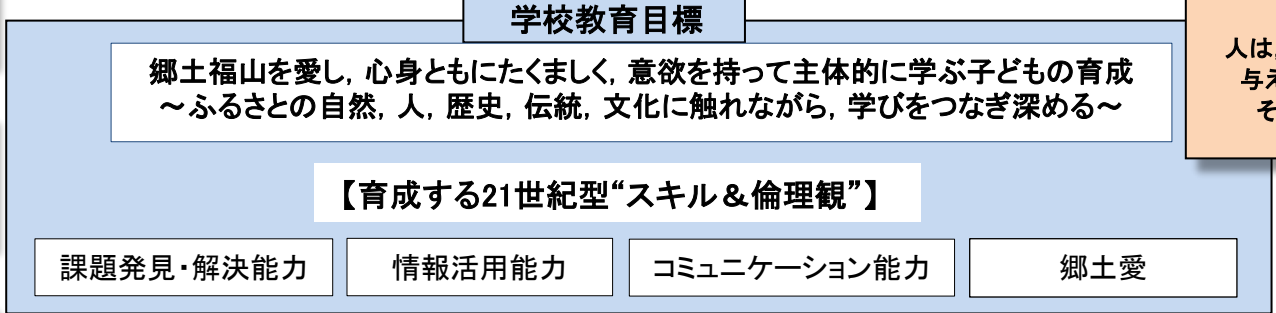 学校教育目標
郷土福山を愛し，心身ともにたくましく，意欲を持って主体的に学ぶ子どもの育成
～ふるさとの自然，人，歴史，伝統，文化に触れながら，学びをつなぎ深める～
【育成する21世紀型“スキル＆倫理観”】
課題発見・解決能力
情報活用能力
コミュニケーション能力
郷土愛
人は，
与え
そ